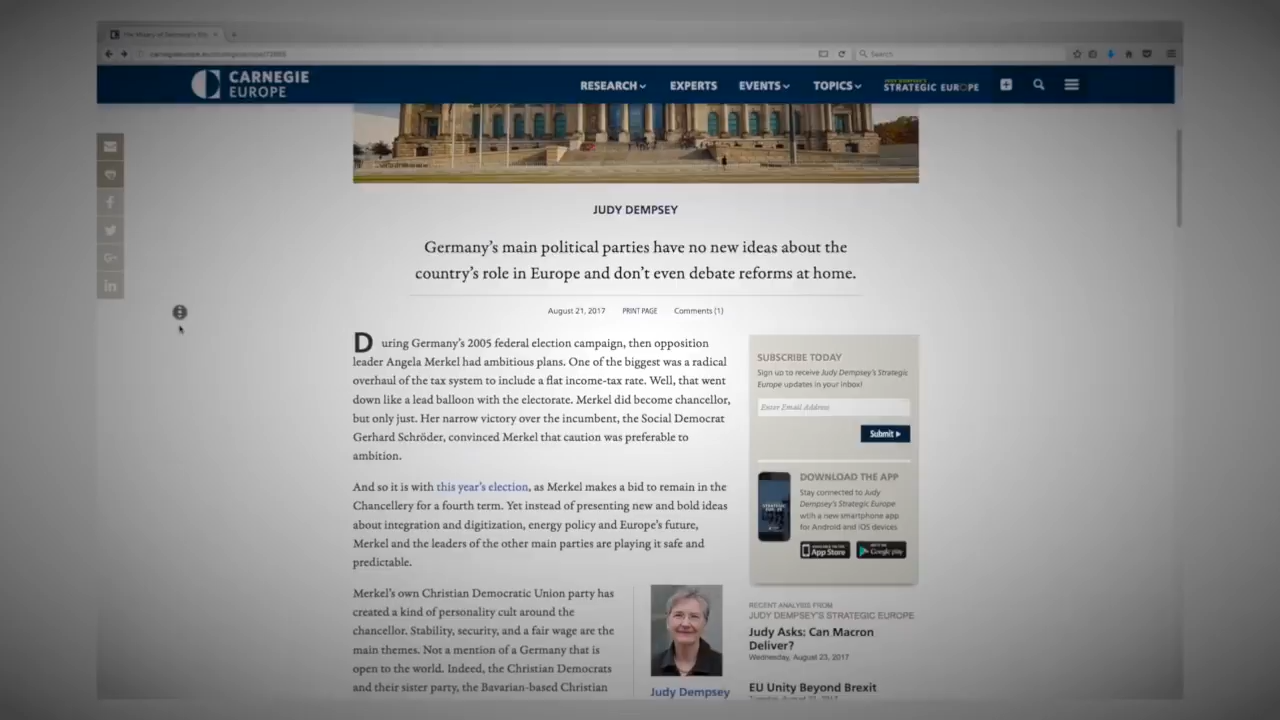 CARNEGIE
EUROPE
RESEARCH
EXPERTS
EVENTS
TOPICS
JUDY DEMPSEY'S
STRATEGIC EUROPE
Search
JUDY DEMPSEY
Germany's main political parties have no new ideas about the
country's role in Europe and don't even debate reforms at home.
August 21, 2017 PRINT PAGE Comments (1)
During Germany's 2005 federal election campaign, then opposition
leader Angela Merkel had ambitious plans. One of the biggest was a radical
overhaul of the tax system to include a flat income-tax rate. Well, that went
down like a lead balloon with the electorate. Merkel did become chancellor,
but only just. Her narrow victory over the incumbent, the Social Democrat
Gerhard Schröder, convinced Merkel that caution was preferable to
ambition.
And so it is with this year's election, as Merkel makes a bid to remain in the
Chancellery for a fourth term. Yet instead of presenting new and bold ideas
about integration and digitization, energy policy and Europe's future,
Merkel and the leaders of the other main parties are playing it safe and
predictable.
Merkel's own Christian Democratic Union party has
created a kind of personality cult around the
chancellor. Stability, security, and a fair wage are the
main themes. Not a mention of a Germany that is
open to the world. Indeed, the Christian Democrats
and their sister party, the Bavarian-based Christian
Judy Dempsey
SUBSCRIBE TODAY
Sign up to receive Judy Dempsey's Strategic
Europe updates in your inbox!
Enter Email Address
Submit
DOWNLOAD THE APP
Stay connected to Judy
Dempsey's Strategic Europe
with a new smartphone app
for Android and iOS devices
App Store
Google play
RECENT ANALYSIS FROM
JUDY DEMPSEY'S STRATEGIC EUROPE
Judy Asks: Can Macron
Deliver?
Wednesday, August 23, 2017
EU Unity Beyond Brexit